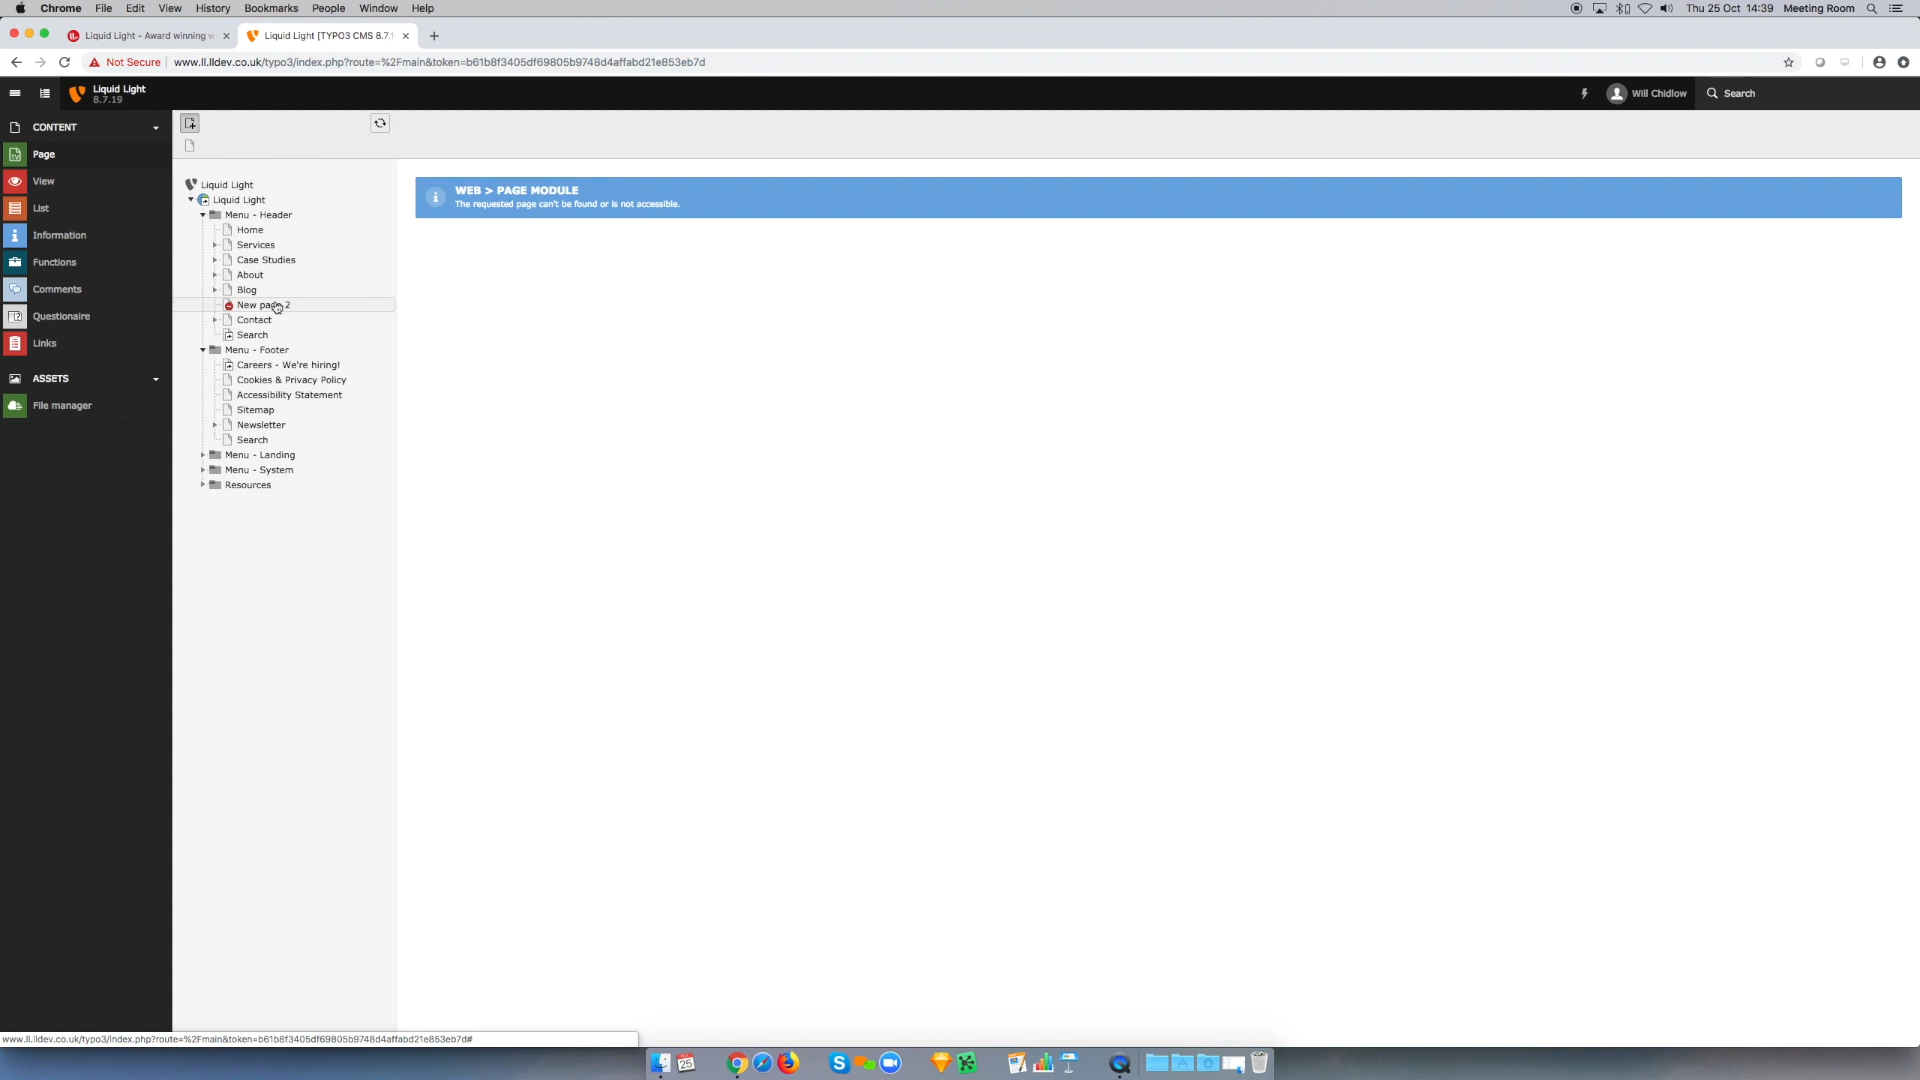 Chrome File Edit View History Bookmarks People Window Help
Thu 25 Oct 14:39 Meeting Room
Liquid Light - Award winning w
Liquid Light [TYPO3 CMS 8.7.1
Not Secure
www.ll.lldev.co.uk/typo3/index.php?route=%2Fmain&token=b61b8f3405df69805b9748d4affabd21e853eb7d
Liquid Light
8.7.19
Will Chidlow
Search
CONTENT
Page
View
List
Information
Functions
Comments
Questionaire
Links
ASSETS
File manager
Liquid Light
Liquid Light
Menu - Header
Home
Services
Case Studies
About
Blog
New page 2
Contact
Search
Menu - Footer
Careers - We're hiring!
Cookies & Privacy Policy
Accessibility Statement
Sitemap
Newsletter
Search
Menu - Landing
Menu - System
Resources
WEB > PAGE MODULE
The requested page can't be found or is not accessible.
www.ll.lldev.co.uk/typo3/index.php?route=%2Fmain&token=b61b8f3405df69805b9748d4affabd21e853eb7d#
25